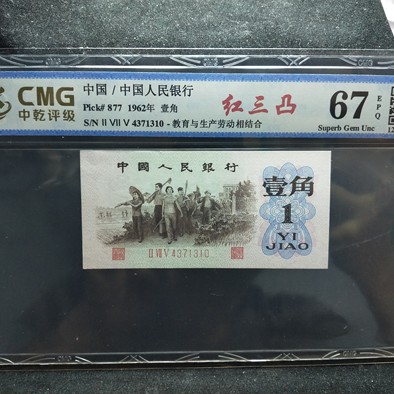 CMG
中乾评级
中国 / 中国人民银行
Pick# 877 1962年 壹角
S/N II VII V 4371310 - 教育与生产劳动相结合
红三凸
67
EPQ
Superb Gem Unc
中國人民銀行
壹角
1
YI
JIAO
II VII V 4371310